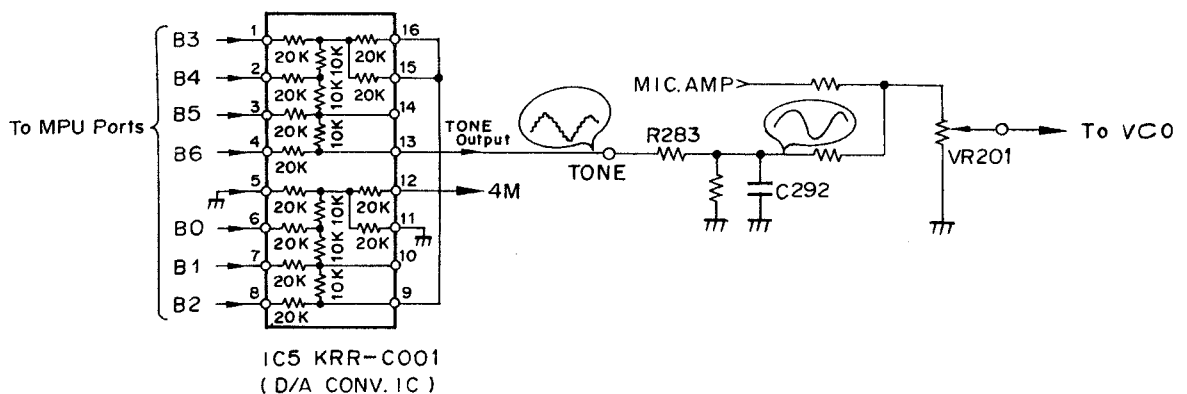 To MPU Ports
B3
B4
B5
B6
B0
B1
B2
1
2
3
4
5
6
7
8
20K
20K
20K
20K
20K
20K
20K
20K
10K
10K
10K
10K
10K
10K
20K
20K
20K
20K
16
15
14
13
12
11
10
9
IC5 KRR-C001
(D/A CONV. IC)
TONE
Output
4M
TONE
R283
MIC. AMP
C292
VR201
To VCO